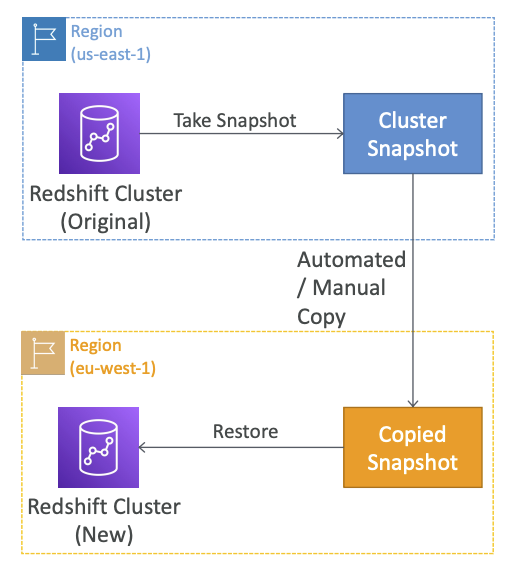 Region
(us-east-1)
Take Snapshot
Cluster
Snapshot
Redshift Cluster
(Original)
Automated
/ Manual
Copy
Region
(eu-west-1)
Restore
Copied
Snapshot
Redshift Cluster
(New)